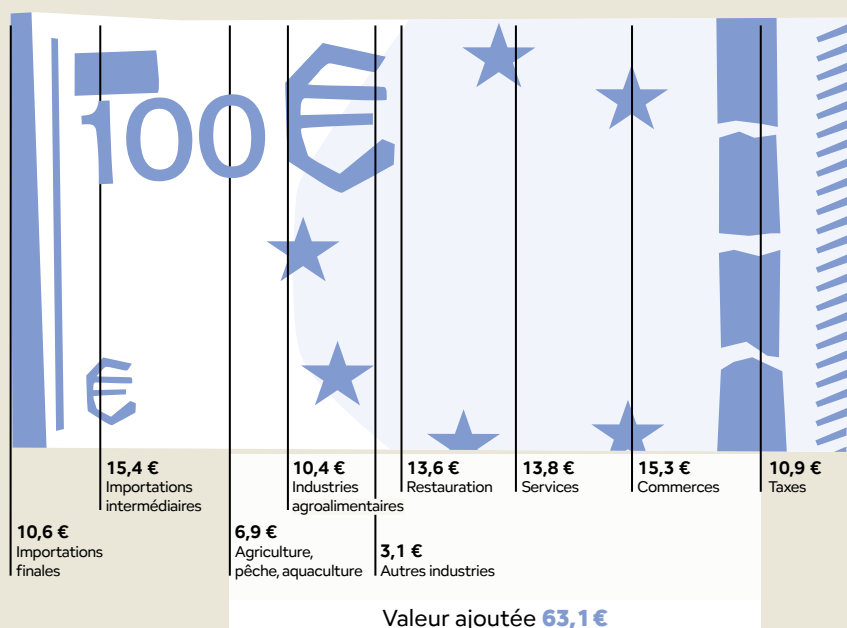 100 €
€
10,6 €
Importations
finales
15,4 €
Importations
intermédiaires
6,9 €
Agriculture,
pêche, aquaculture
10,4 €
Industries
agroalimentaires
3,1 €
Autres industries
13,6 €
Restauration
13,8 €
Services
15,3 €
Commerces
10,9 €
Taxes
Valeur ajoutée 63,1 €